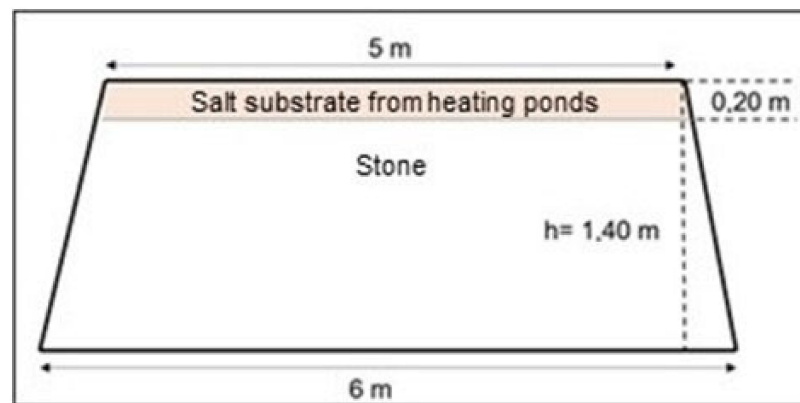 5 m
Salt substrate from heating ponds
0,20 m
Stone
h= 1,40 m
6 m